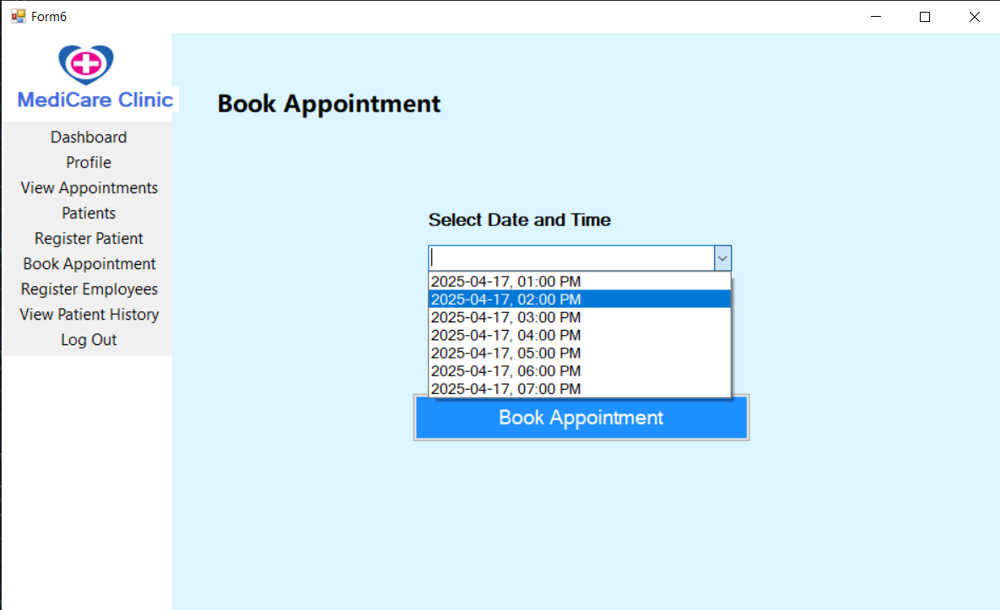 Form6
MediCare Clinic
Dashboard
Profile
View Appointments
Patients
Register Patient
Book Appointment
Register Employees
View Patient History
Log Out
Book Appointment
Select Date and Time
2025-04-17, 01:00 PM
2025-04-17, 02:00 PM
2025-04-17, 03:00 PM
2025-04-17, 04:00 PM
2025-04-17, 05:00 PM
2025-04-17, 06:00 PM
2025-04-17, 07:00 PM
Book Appointment